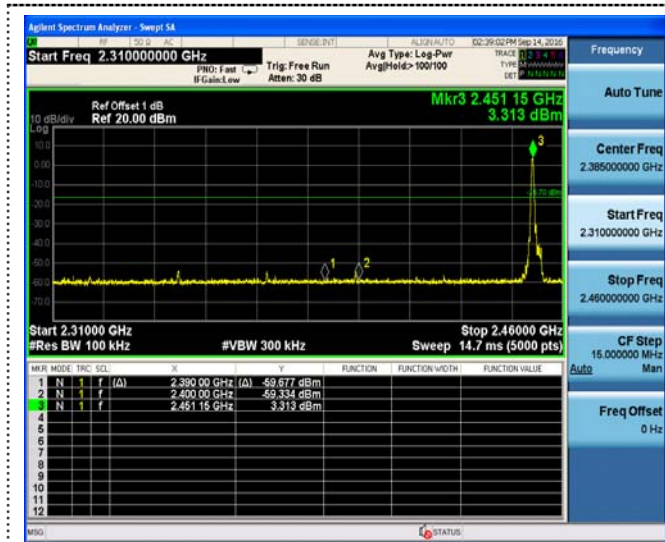 Agilent Spectrum Analyzer - Swept SA
RF 50 Ω AC SENSE:INT ALIGN AUTO 02:39:02 PM Sep 14, 2016
Start Freq 2.310000000 GHz
PNO: Fast
IFGain:Low
Trig: Free Run
Atten: 30 dB
Avg Type: Log-Pwr
Avg|Hold:> 100/100
TRACE 1 2 3 4 5 6
TYPE
DET P N N N N N
Ref Offset 1 dB
10 dB/div Ref 20.00 dBm
Mkr3 2.451 15 GHz
3.313 dBm
Log
10.0
0.00
-10.0
-20.0
-30.0
-40.0
-50.0
-60.0
-70.0
1
2
3
Start 2.31000 GHz
#Res BW 100 kHz
#VBW 300 kHz
Stop 2.46000 GHz
Sweep 14.7 ms (5000 pts)
MKR MODE TRC SCL X Y FUNCTION FUNCTION WIDTH FUNCTION VALUE
1 N 1 f (Δ) 2.390 00 GHz (Δ) -59.677 dBm
2 N 1 f 2.400 00 GHz -59.334 dBm
3 N 1 f 2.451 15 GHz 3.313 dBm
4
5
6
7
8
9
10
11
12
MSG STATUS
Frequency
Auto Tune
Center Freq
2.385000000 GHz
Start Freq
2.310000000 GHz
Stop Freq
2.460000000 GHz
CF Step
15.000000 MHz
Auto Man
Freq Offset
0 Hz